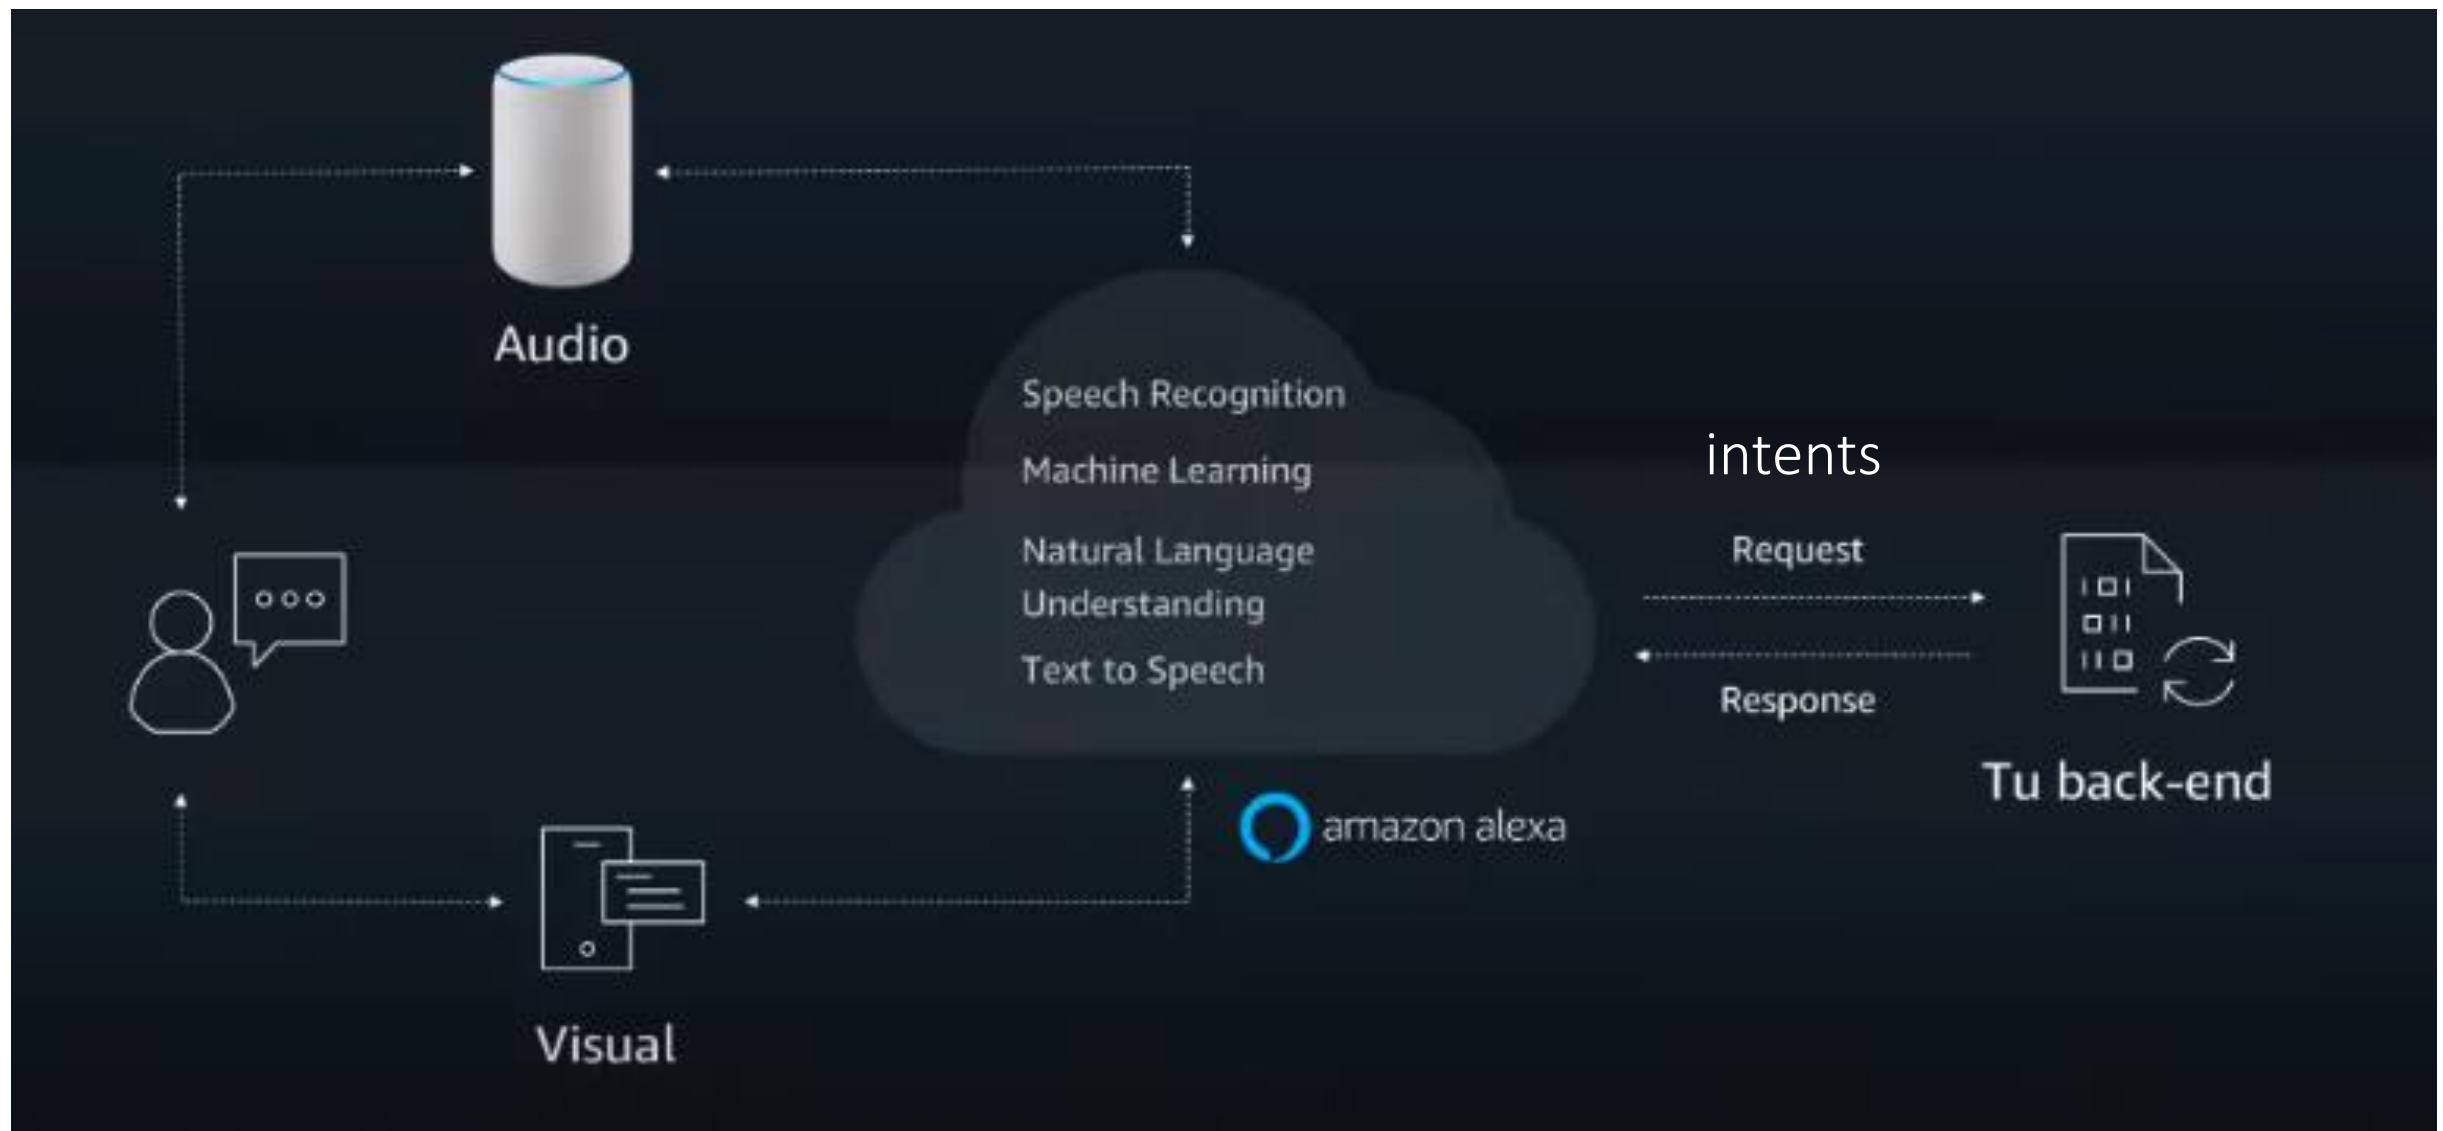 Audio
Speech Recognition
Machine Learning
Natural Language
Understanding
Text to Speech
intents
Request
Response
Tu back-end
amazon alexa
Visual